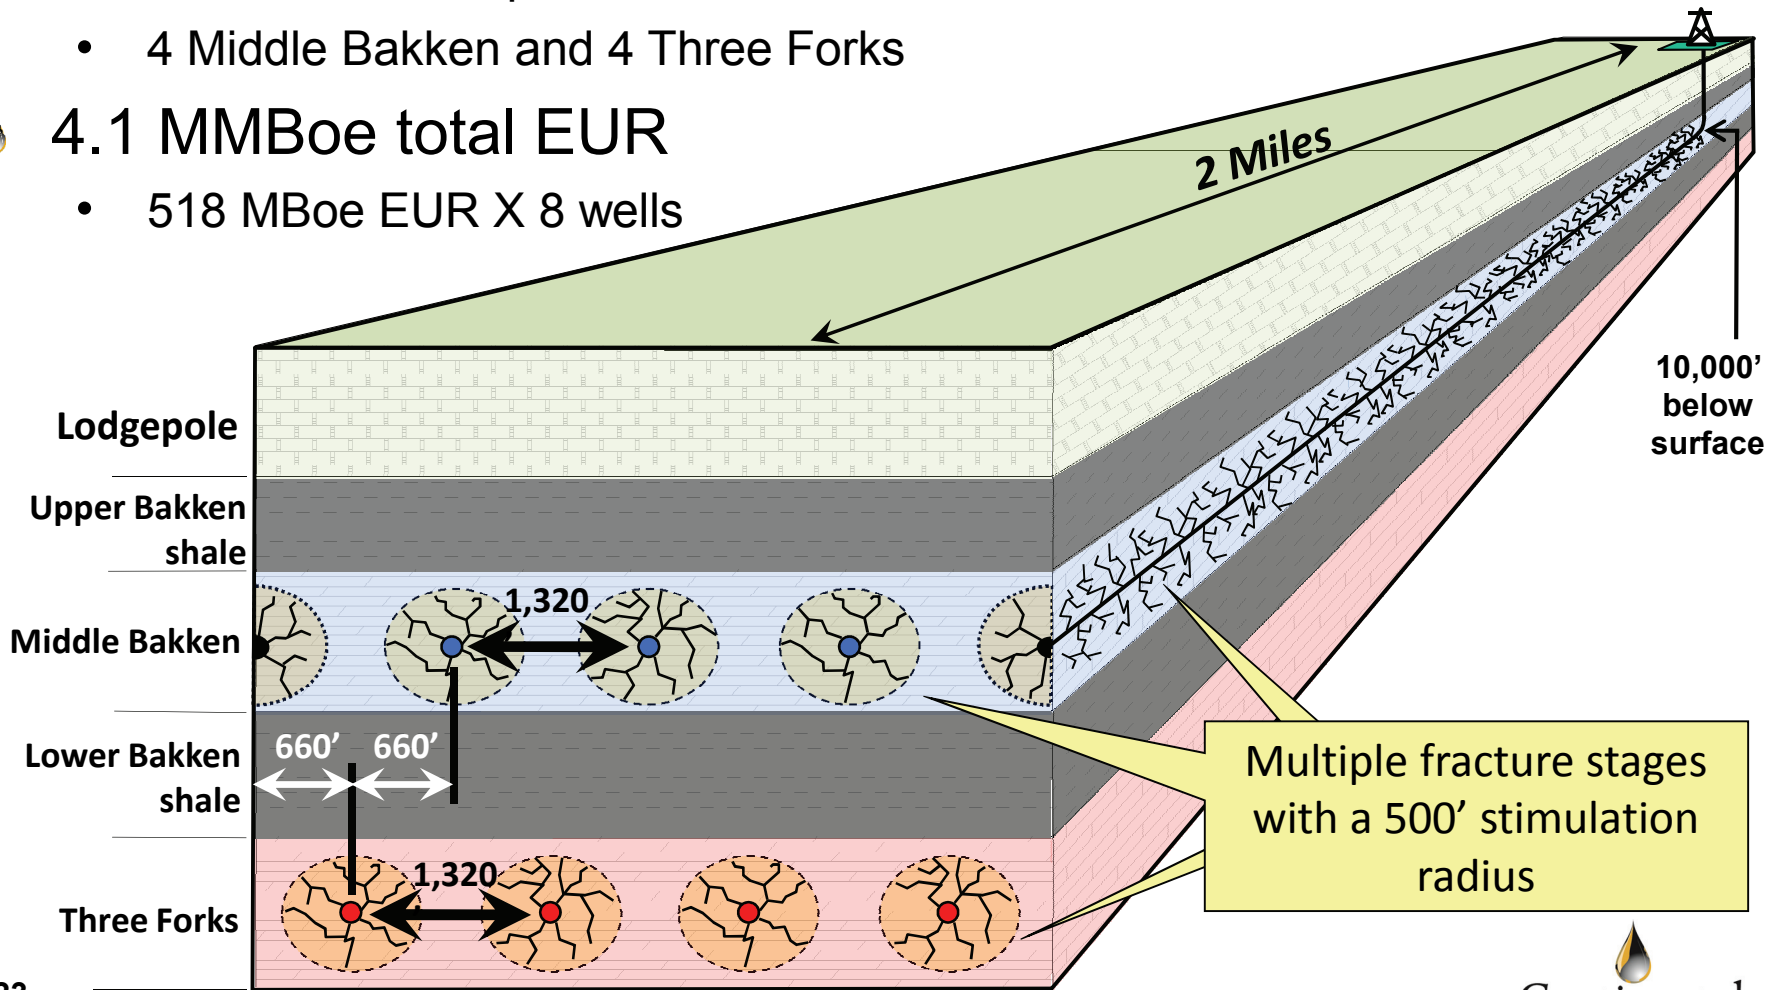 • 4 Middle Bakken and 4 Three Forks
4.1 MMBoe total EUR
• 518 MBoe EUR X 8 wells
2 Miles
10,000’
below
surface
Lodgepole
Upper Bakken
shale
Middle Bakken
1,320
Lower Bakken
shale
660’ 660’
Three Forks
1,320
Multiple fracture stages
with a 500’ stimulation
radius